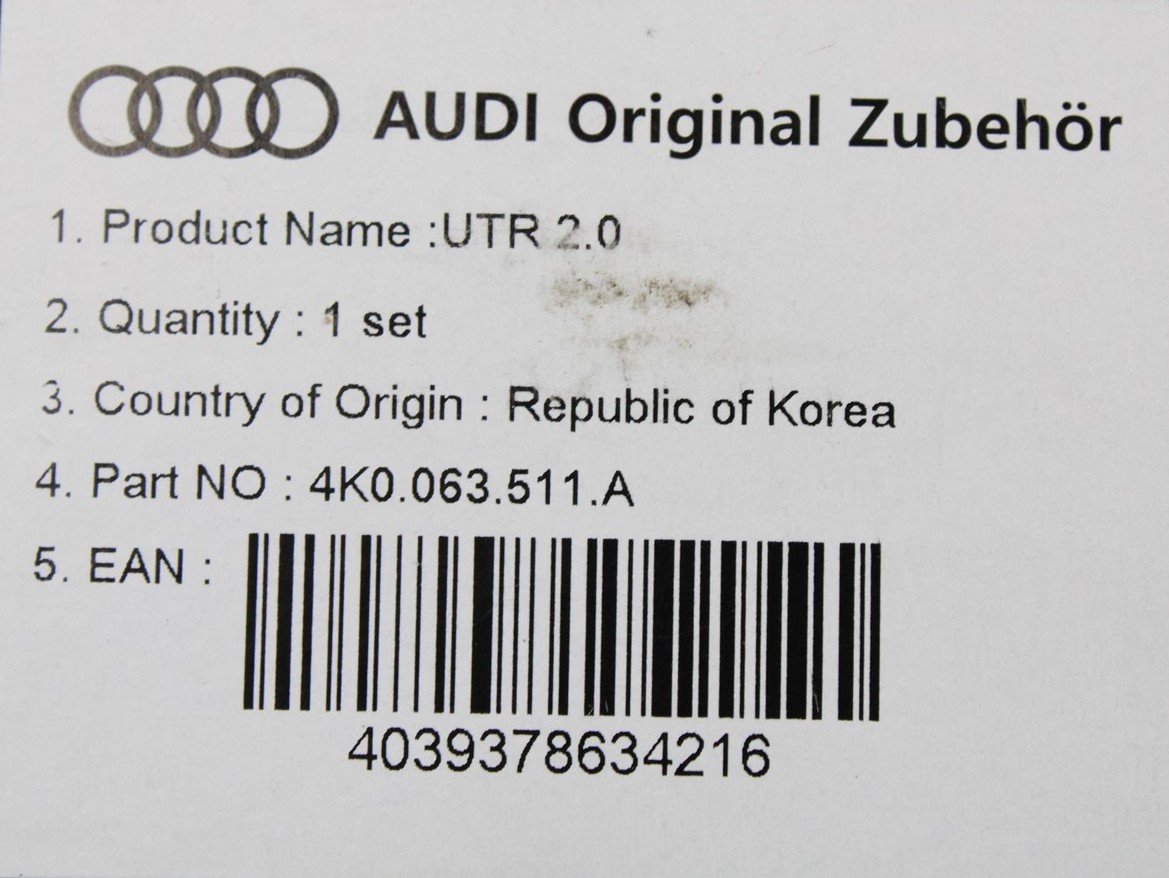 AUDI Original Zubehör
1. Product Name :UTR 2.0
2. Quantity : 1 set
3. Country of Origin : Republic of Korea
4. Part NO : 4K0.063.511.A
5. EAN :
4039378634216